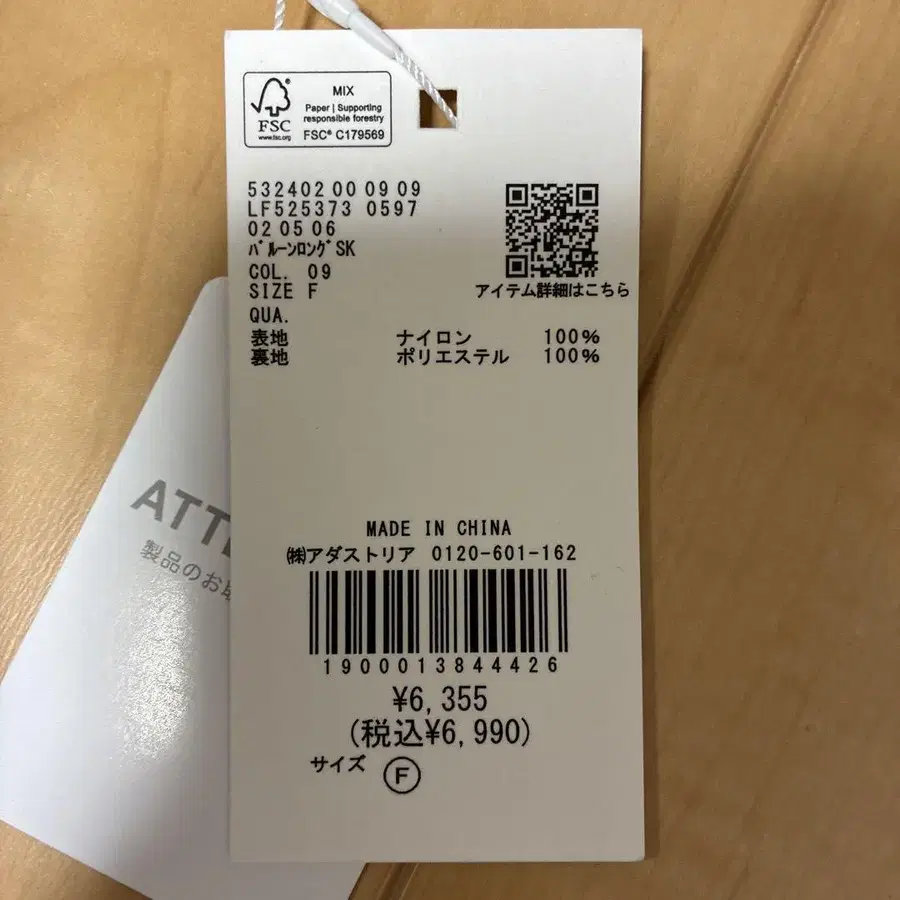 MIX
Paper | Supporting
responsible forestry
FSC® C179569
FSC
www.fsc.org
532402 00 09 09
LF525373 0597
02 05 06
ﾊﾞﾙｰﾝﾛﾝｸﾞSK
COL. 09
SIZE F
QUA.
アイテム詳細はこちら
表地 ナイロン 100%
裏地 ポリエステル 100%
MADE IN CHINA
㈱アダストリア 0120-601-162
1900013844426
¥6,355
(税込¥6,990)
サイズ Ⓕ
製品のお